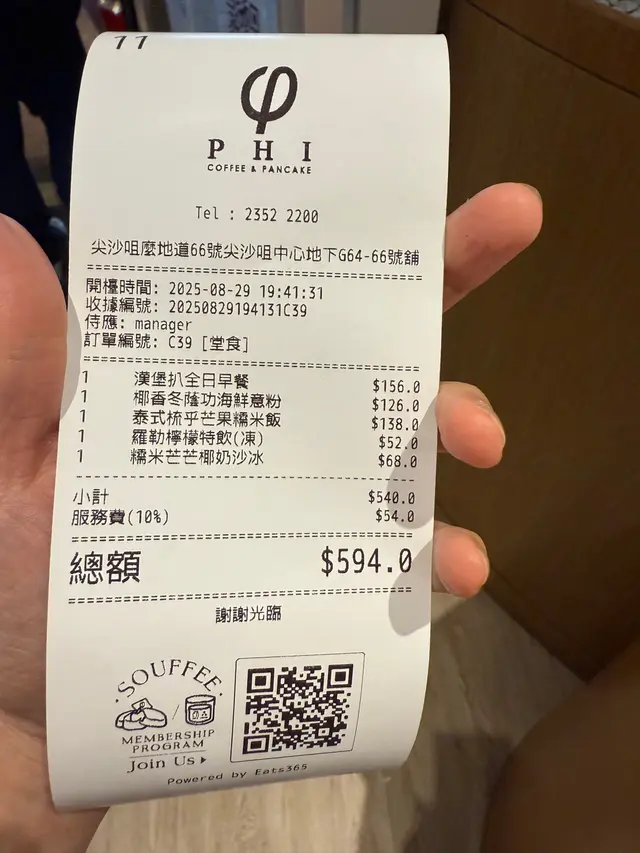 PHI
COFFEE & PANCAKE
Tel : 2352 2200
尖沙咀麼地道66號尖沙咀中心地下G64-66號舖
開檯時間: 2025-08-29 19:41:31
收據編號: 20250829194131C39
侍應: manager
訂單編號: C39 [堂食]
1 漢堡扒全日早餐 $156.0
1 椰香冬蔭功海鮮意粉 $126.0
1 泰式梳乎芒果糯米飯 $138.0
1 羅勒檸檬特飲(凍) $52.0
1 糯米芒芒椰奶沙冰 $68.0
小計 $540.0
服務費(10%) $54.0
總額 $594.0
謝謝光臨
SOUFFEE
MEMBERSHIP
PROGRAM
Join Us
Powered by Eats365